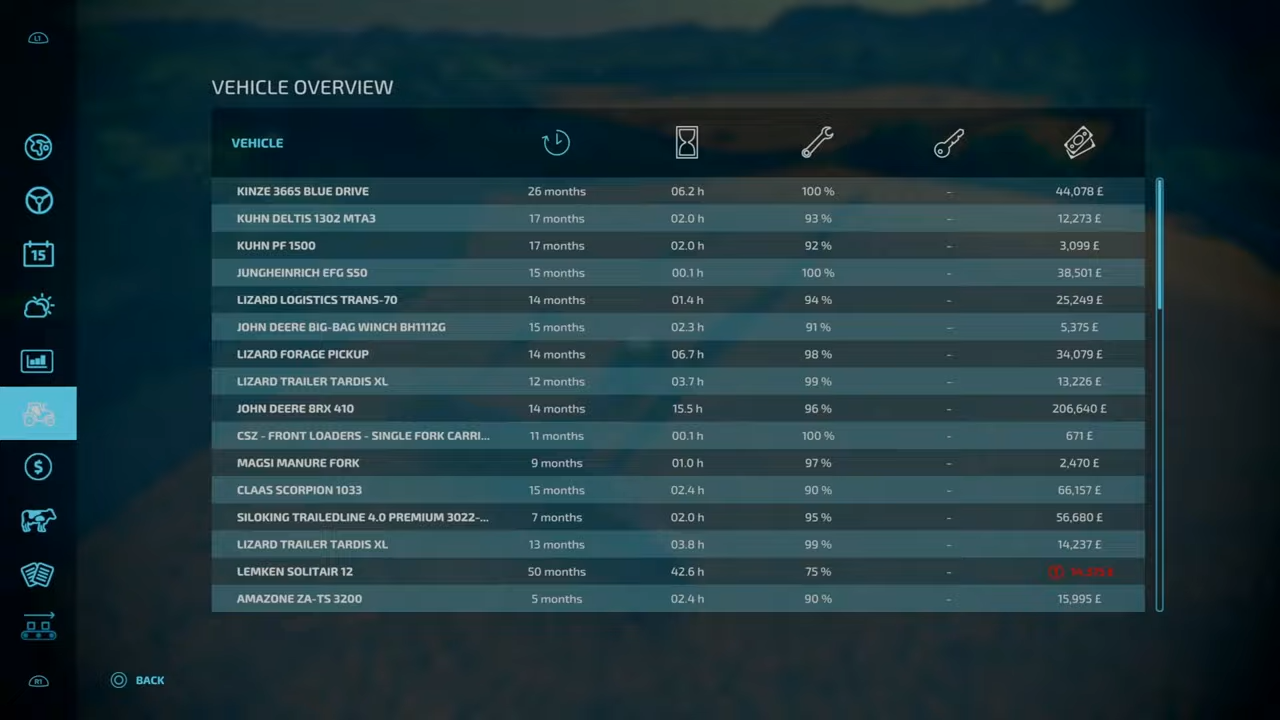 L1
VEHICLE OVERVIEW
VEHICLE
KINZE 3665 BLUE DRIVE 26 months 06.2 h 100 % - 44,078 £
KUHN DELTIS 1302 MTA3 17 months 02.0 h 93 % - 12,273 £
KUHN PF 1500 17 months 02.0 h 92 % - 3,099 £
JUNGHEINRICH EFG S50 15 months 00.1 h 100 % - 38,501 £
LIZARD LOGISTICS TRANS-70 14 months 01.4 h 94 % - 25,249 £
JOHN DEERE BIG-BAG WINCH BH1112G 15 months 02.3 h 91 % - 5,375 £
LIZARD FORAGE PICKUP 14 months 06.7 h 98 % - 34,079 £
LIZARD TRAILER TARDIS XL 12 months 03.7 h 99 % - 13,226 £
JOHN DEERE 8RX 410 14 months 15.5 h 96 % - 206,640 £
CSZ - FRONT LOADERS - SINGLE FORK CARRI... 11 months 00.1 h 100 % - 671 £
MAGSI MANURE FORK 9 months 01.0 h 97 % - 2,470 £
CLAAS SCORPION 1033 15 months 02.4 h 90 % - 66,157 £
SILOKING TRAILEDLINE 4.0 PREMIUM 3022-... 7 months 02.0 h 95 % - 56,680 £
LIZARD TRAILER TARDIS XL 13 months 03.8 h 99 % - 14,237 £
LEMKEN SOLITAIR 12 50 months 42.6 h 75 % -
AMAZONE ZA-TS 3200 5 months 02.4 h 90 % - 15,995 £
15
$
R1
BACK